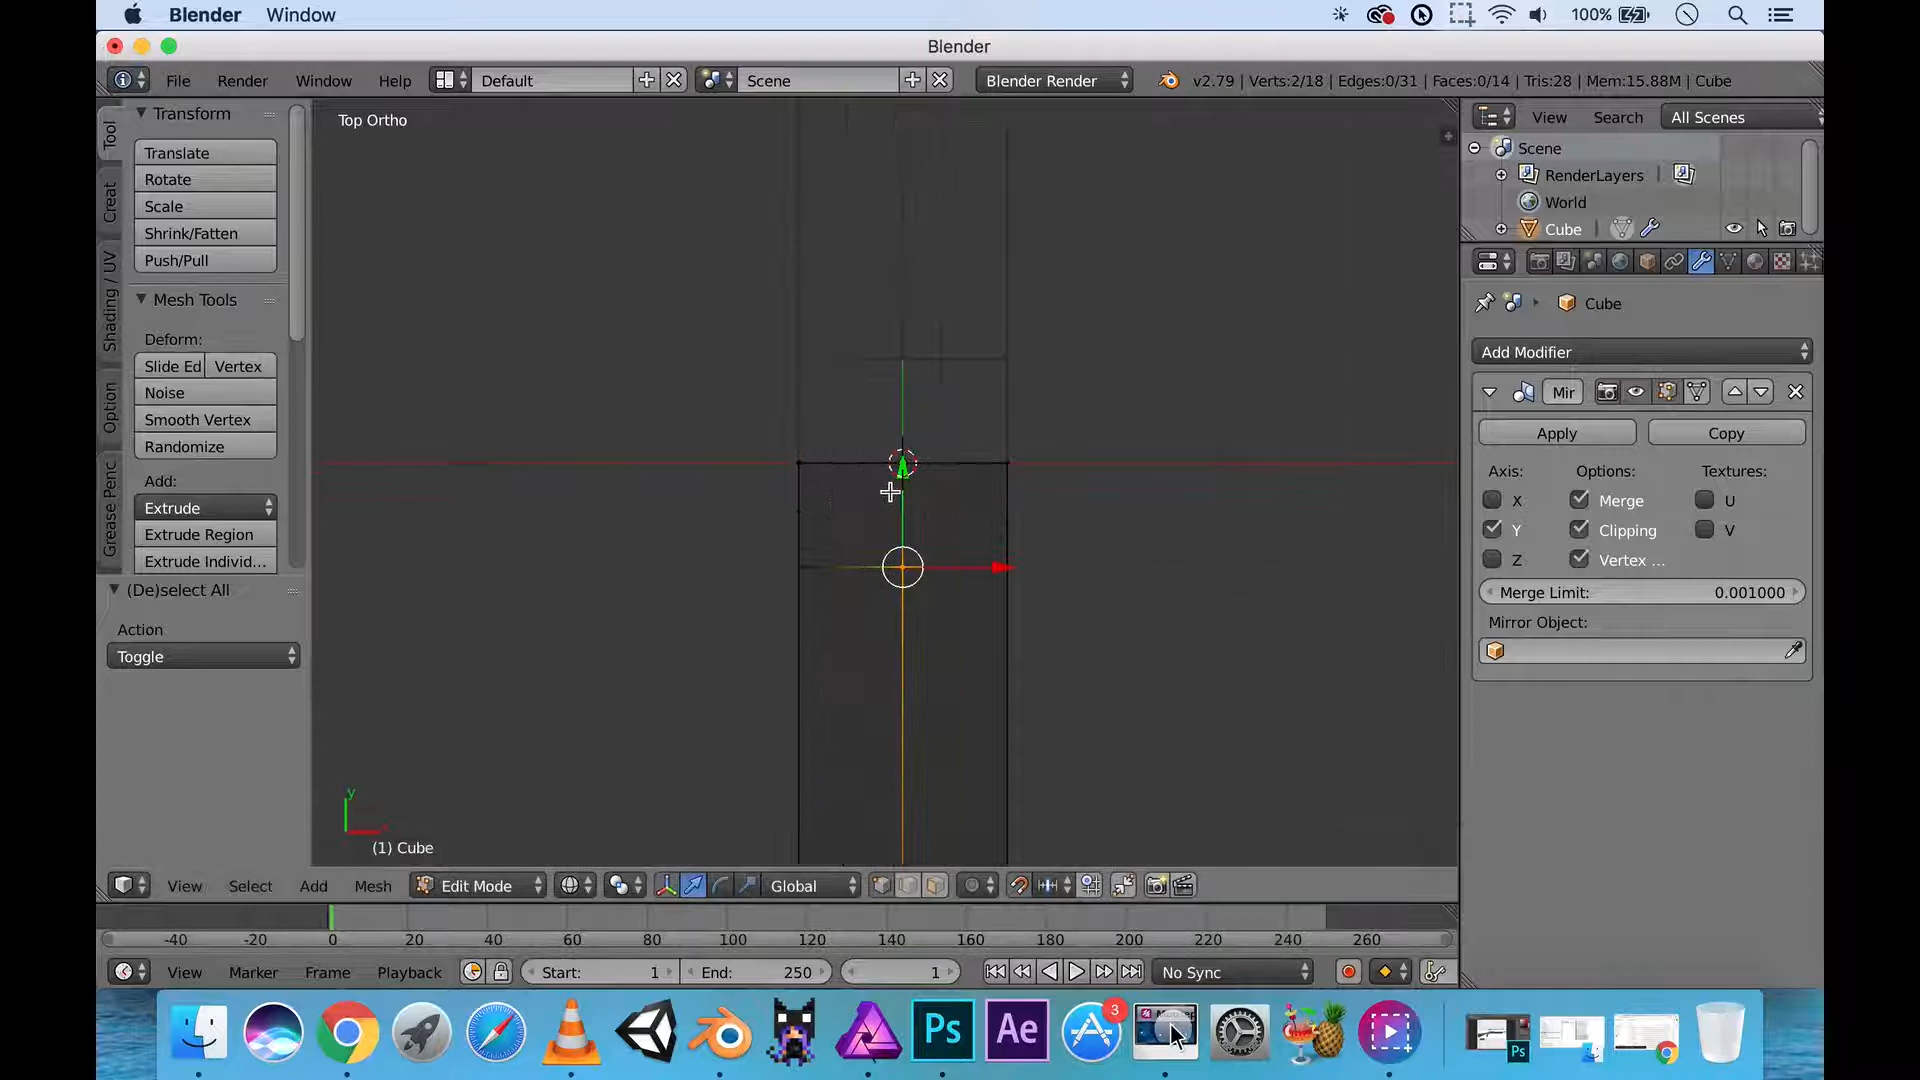 Blender Window 100%
Blender
File Render Window Help Default Scene Blender Render v2.79 | Verts:2/18 | Edges:0/31 | Faces:0/14 | Tris:28 | Mem:15.88M | Cube
Tool
Creat
Shading / UV
Option
Grease Penc
Transform
Translate
Rotate
Scale
Shrink/Fatten
Push/Pull
Mesh Tools
Deform:
Slide Ed Vertex
Noise
Smooth Vertex
Randomize
Add:
Extrude
Extrude Region
Extrude Individ...
(De)select All
Action
Toggle
Top Ortho
y
(1) Cube
View Search All Scenes
Scene
RenderLayers
World
Cube
Cube
Add Modifier
Mir
Apply Copy
Axis: Options: Textures:
X Merge U
Y Clipping V
Z Vertex ...
Merge Limit: 0.001000
Mirror Object:
View Select Add Mesh Edit Mode Global
-40 -20 0 20 40 60 80 100 120 140 160 180 200 220 240 260
View Marker Frame Playback Start: 1 End: 250 1 No Sync
Ps Ae 3 Ps